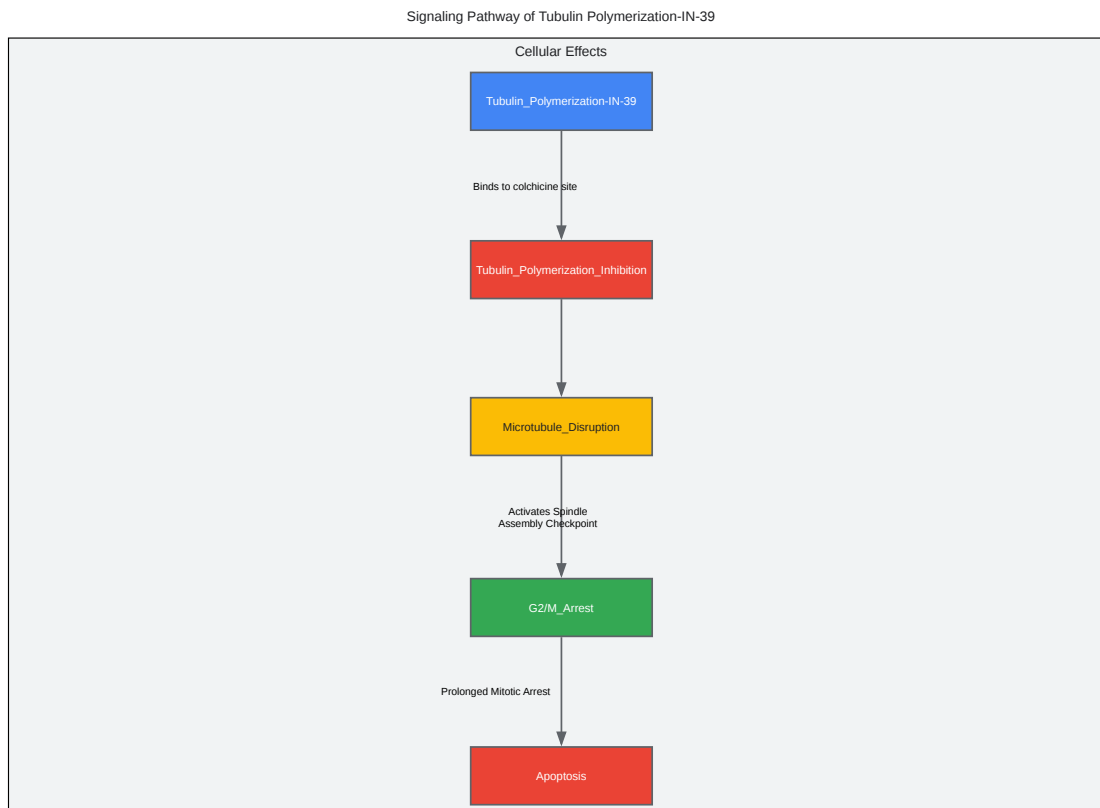 Signaling Pathway of Tubulin Polymerization-IN-39
Cellular Effects
Tubulin_Polymerization-IN-39
Binds to colchicine site
Tubulin_Polymerization_Inhibition
Microtubule_Disruption
Activates Spindle
Assembly Checkpoint
G2/M_Arrest
Prolonged Mitotic Arrest
Apoptosis